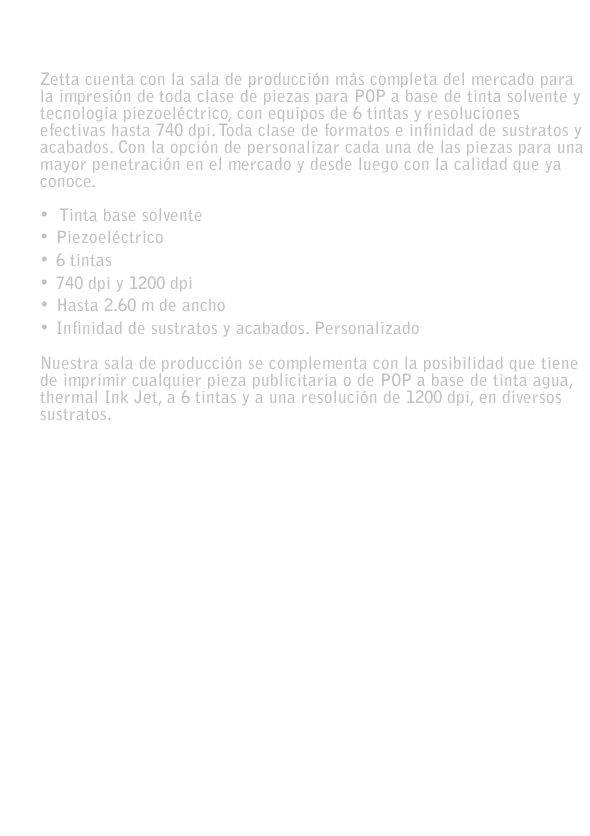 Zetta cuenta con la sala de producción más completa del mercado para
la impresión de toda clase de piezas para POP a base de tinta solvente y
tecnología piezoeléctrico, con equipos de 6 tintas y resoluciones
efectivas hasta 740 dpi. Toda clase de formatos e infinidad de sustratos y
acabados. Con la opción de personalizar cada una de las piezas para una
mayor penetración en el mercado y desde luego con la calidad que ya
conoce.
• Tinta base solvente
• Piezoeléctrico
• 6 tintas
• 740 dpi y 1200 dpi
• Hasta 2.60 m de ancho
• Infinidad de sustratos y acabados. Personalizado
Nuestra sala de producción se complementa con la posibilidad que tiene
de imprimir cualquier pieza publicitaria o de POP a base de tinta agua,
thermal Ink Jet, a 6 tintas y a una resolución de 1200 dpi, en diversos
sustratos.